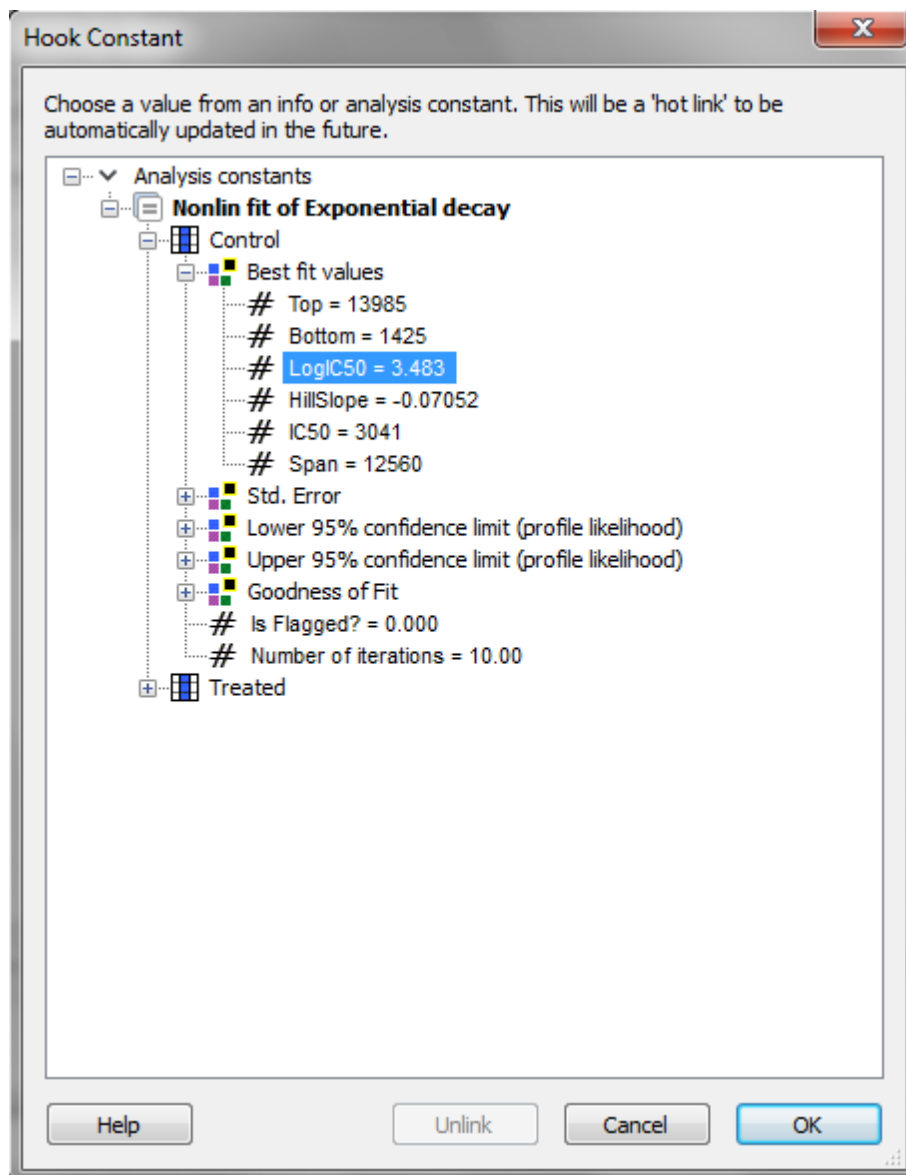 Hook Constant
Choose a value from an info or analysis constant. This will be a 'hot link' to be
automatically updated in the future.
Analysis constants
Nonlin fit of Exponential decay
Control
Best fit values
# Top = 13985
# Bottom = 1425
# LogIC50 = 3.483
# HillSlope = -0.07052
# IC50 = 3041
# Span = 12560
Std. Error
Lower 95% confidence limit (profile likelihood)
Upper 95% confidence limit (profile likelihood)
Goodness of Fit
# Is Flagged? = 0.000
# Number of iterations = 10.00
Treated
Help Unlink Cancel OK